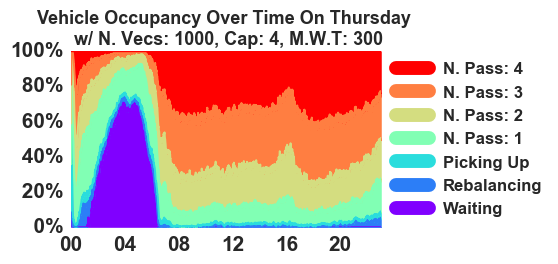 Vehicle Occupancy Over Time On Thursday
w/ N. Vecs: 1000, Cap: 4, M.W.T: 300
100%
80%
60%
40%
20%
0%
00 04 08 12 16 20
N. Pass: 4
N. Pass: 3
N. Pass: 2
N. Pass: 1
Picking Up
Rebalancing
Waiting